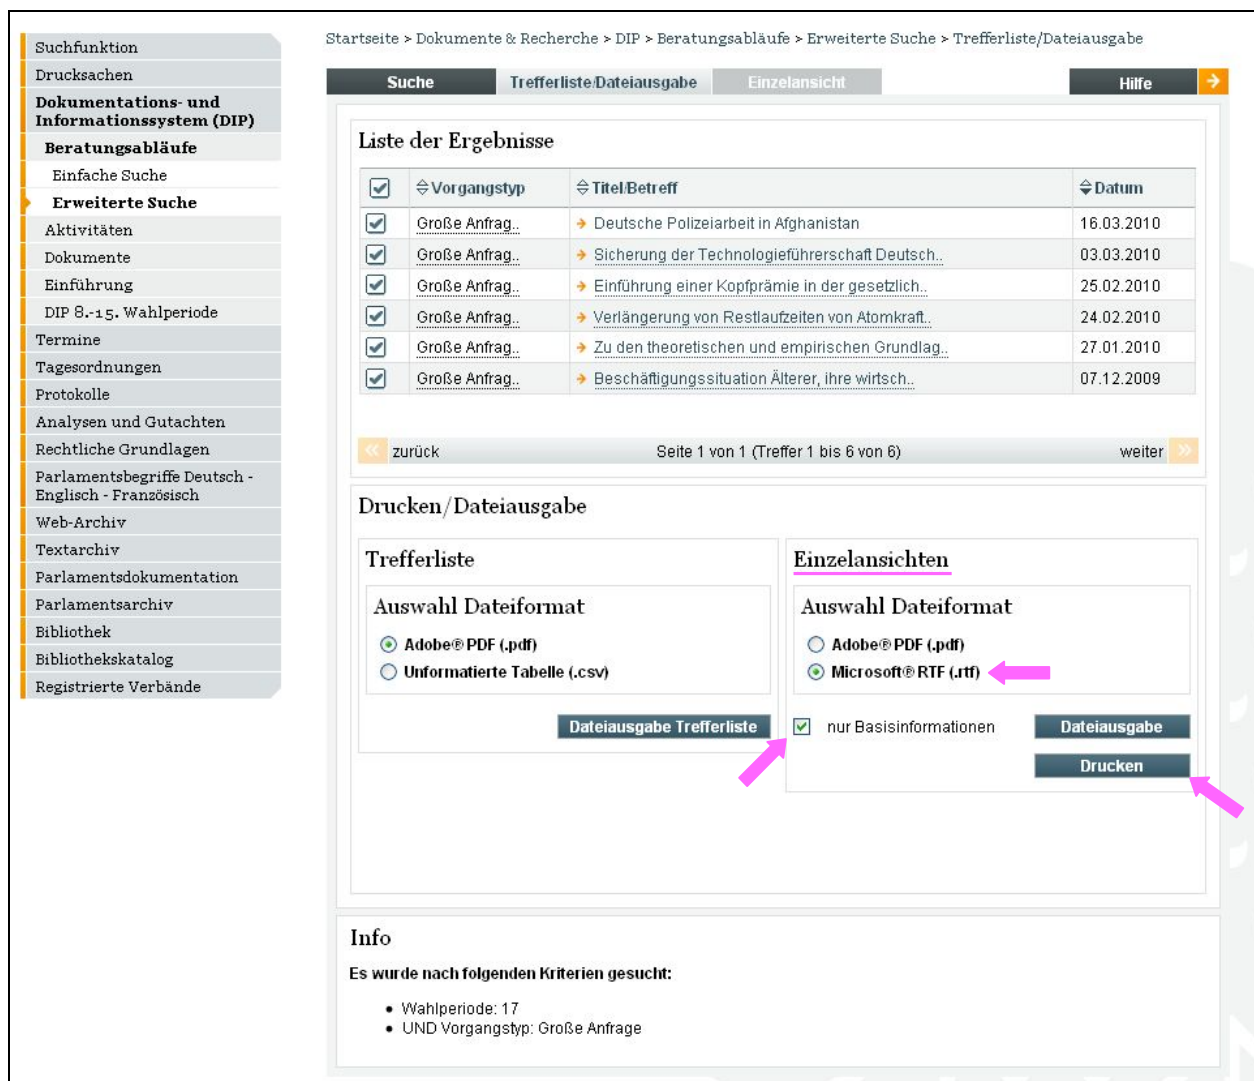 Startseite > Dokumente & Recherche > DIP > Beratungsabläufe > Erweiterte Suche > Trefferliste/Dateiausgabe
Suchfunktion
Drucksachen
Dokumentations- und
Informationssystem (DIP)
Beratungsabläufe
Einfache Suche
Erweiterte Suche
Aktivitäten
Dokumente
Einführung
DIP 8.-15. Wahlperiode
Termine
Tagesordnungen
Protokolle
Analysen und Gutachten
Rechtliche Grundlagen
Parlamentsbegriffe Deutsch -
Englisch - Französisch
Web-Archiv
Textarchiv
Parlamentsdokumentation
Parlamentsarchiv
Bibliothek
Bibliothekskatalog
Registrierte Verbände
Suche Trefferliste/Dateiausgabe Einzelansicht Hilfe
Liste der Ergebnisse
Vorgangstyp Titel/Betreff Datum
Große Anfrag.. Deutsche Polizeiarbeit in Afghanistan 16.03.2010
Große Anfrag.. Sicherung der Technologieführerschaft Deutsch.. 03.03.2010
Große Anfrag.. Einführung einer Kopfprämie in der gesetzlich.. 25.02.2010
Große Anfrag.. Verlängerung von Restlaufzeiten von Atomkraft.. 24.02.2010
Große Anfrag.. Zu den theoretischen und empirischen Grundlag.. 27.01.2010
Große Anfrag.. Beschäftigungssituation Älterer, ihre wirtsch.. 07.12.2009
zurück Seite 1 von 1 (Treffer 1 bis 6 von 6) weiter
Drucken/Dateiausgabe
Trefferliste
Auswahl Dateiformat
Adobe® PDF (.pdf)
Unformatierte Tabelle (.csv)
Dateiausgabe Trefferliste
Einzelansichten
Auswahl Dateiformat
Adobe® PDF (.pdf)
Microsoft® RTF (.rtf)
nur Basisinformationen Dateiausgabe
Drucken
Info
Es wurde nach folgenden Kriterien gesucht:
• Wahlperiode: 17
• UND Vorgangstyp: Große Anfrage